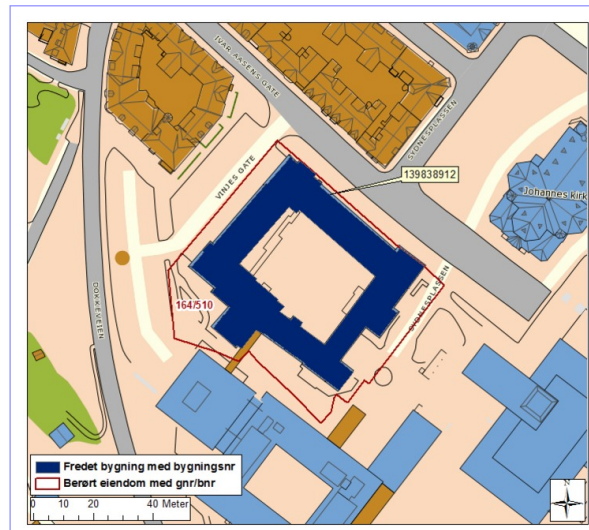 IVAR AASENS GATE
SYDNESPLASSEN
139838912
VINJES GATE
Johannes kirk
164/510
SYDNESPLASSEN
DOKKEVEIEN
Fredet bygning med bygningsnr
Berørt eiendom med gnr/bnr
0 10 20 40 Meter
N